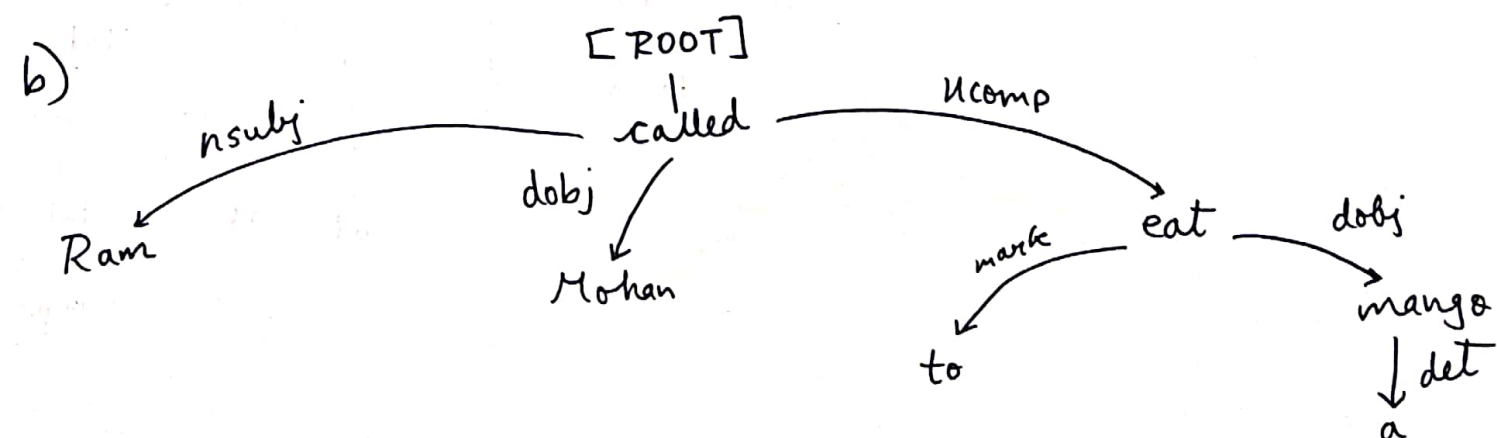 b)
[ROOT]
called
nsubj
xcomp
dobj
Ram
Mohan
eat
mark
dobj
to
mango
det
a